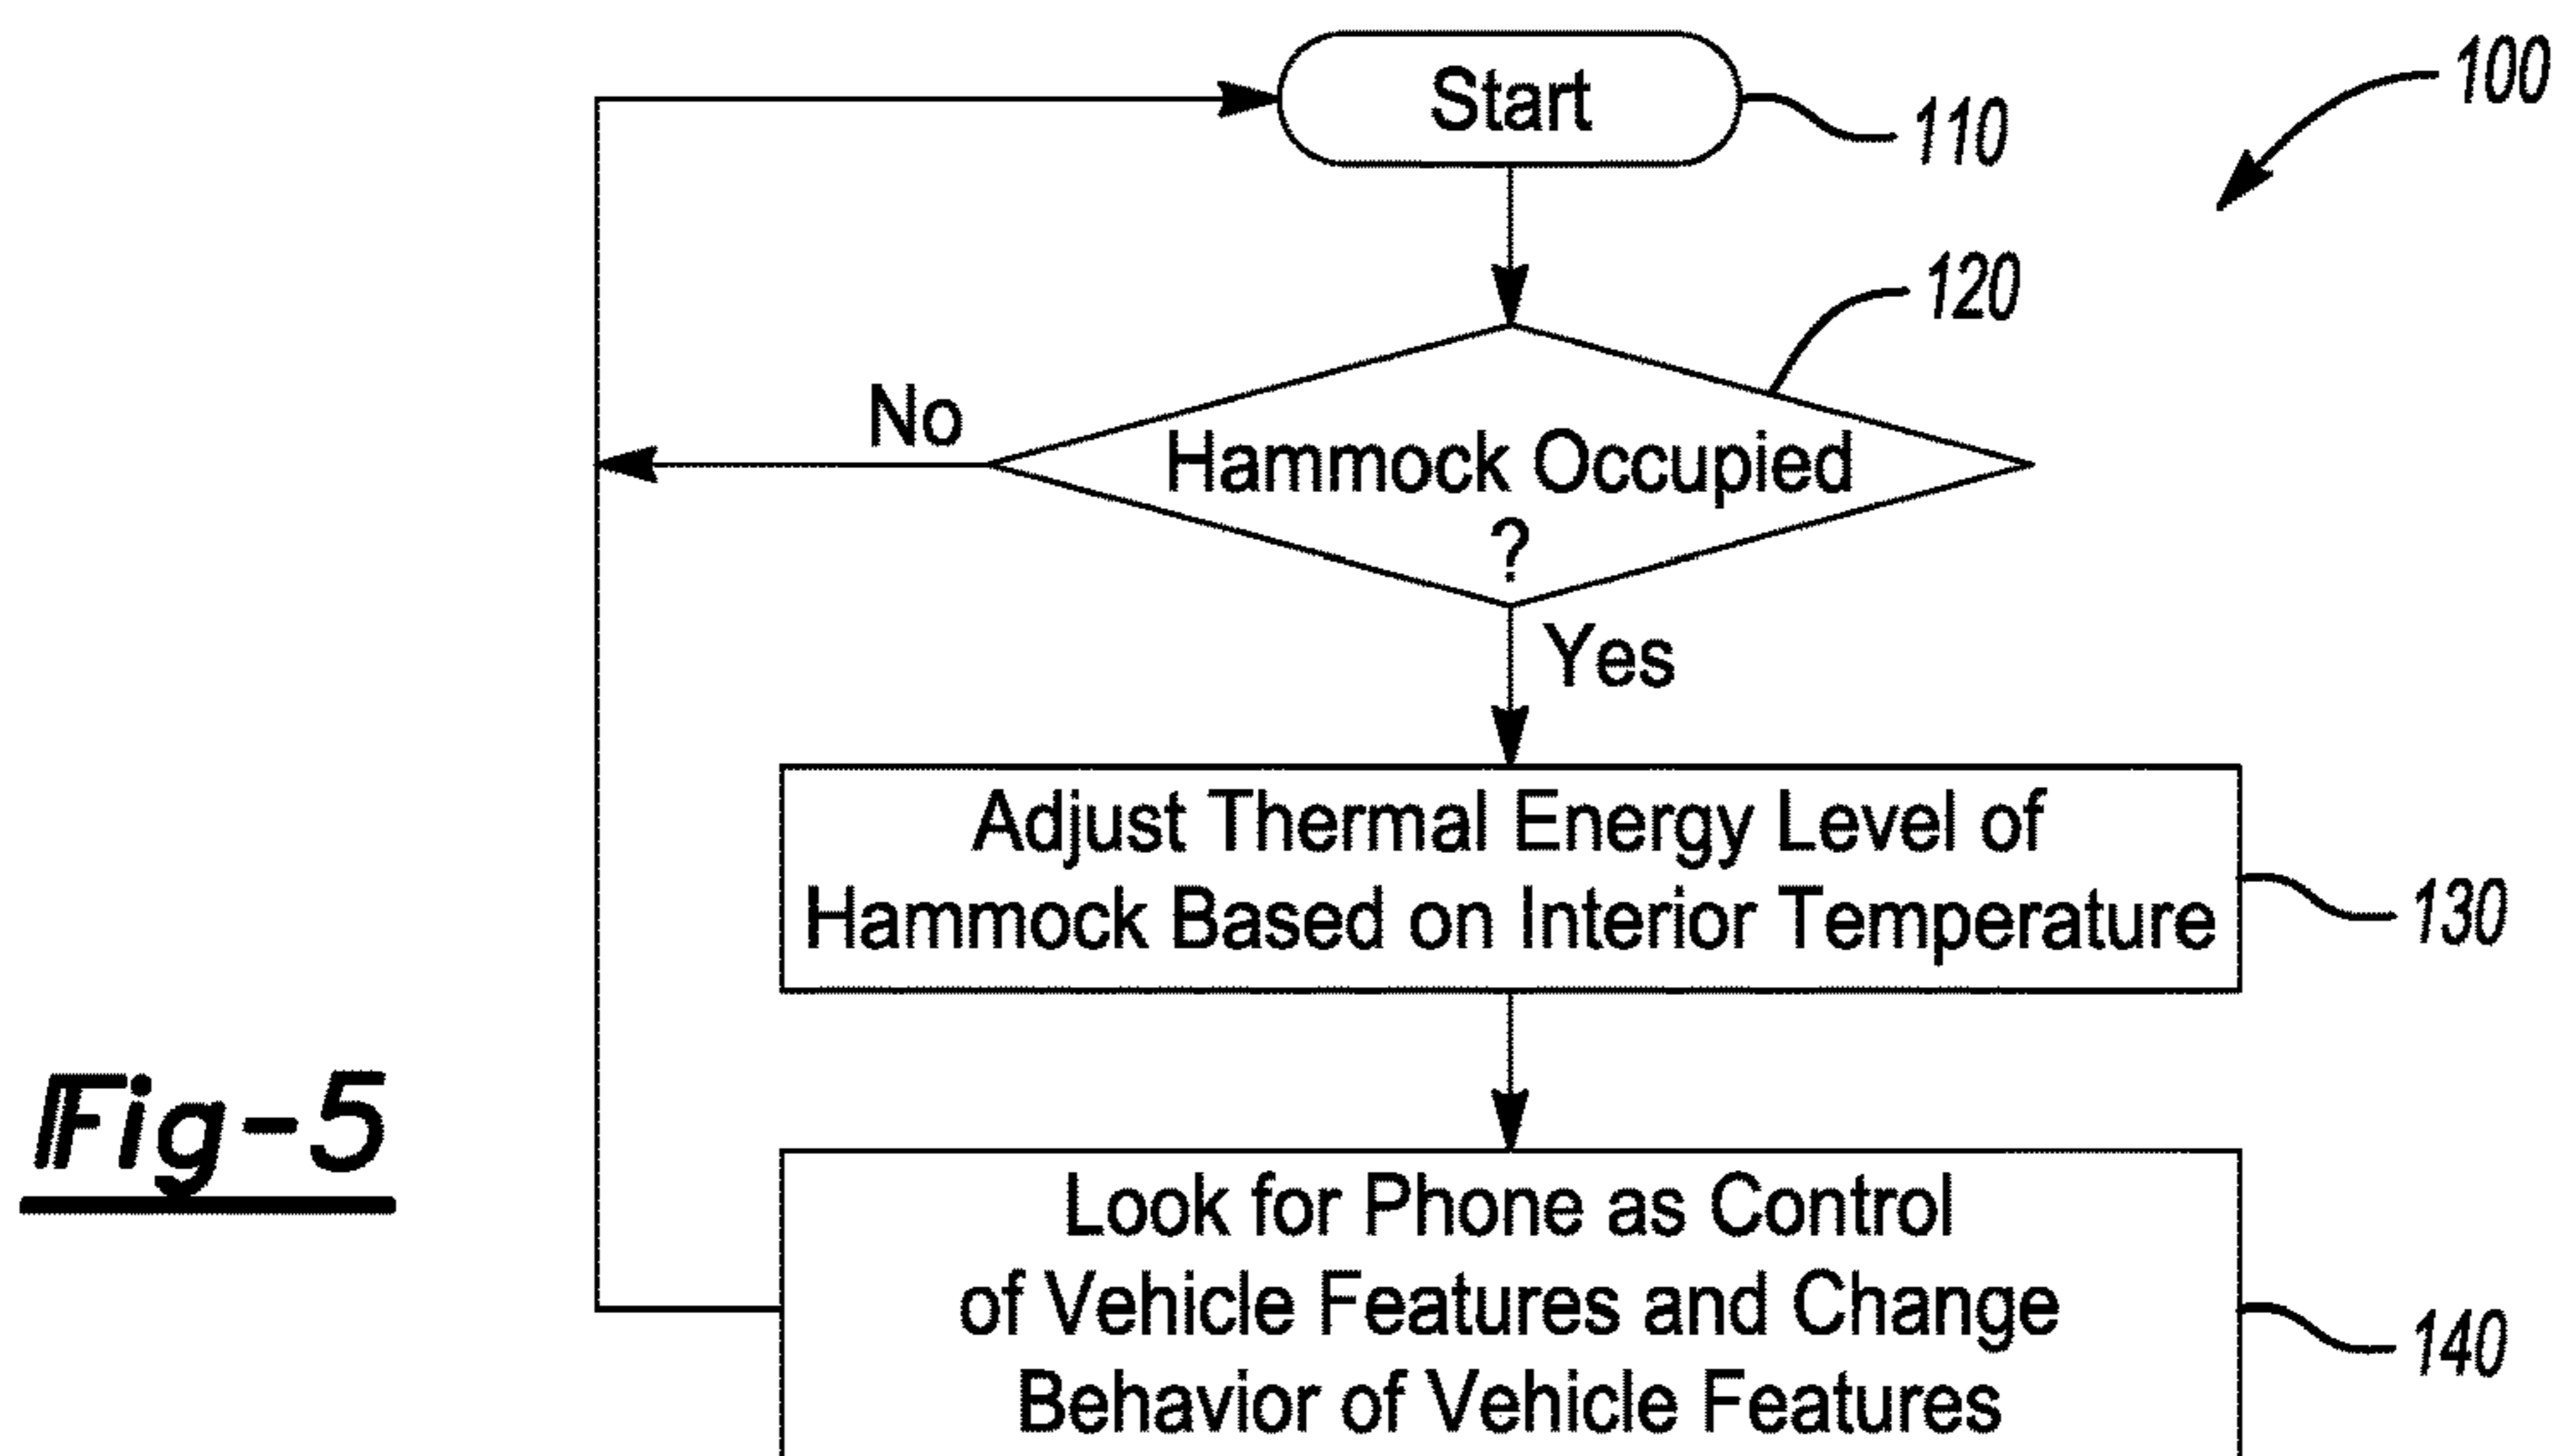 Start
110
100
120
No
Hammock Occupied
?
Yes
Adjust Thermal Energy Level of
Hammock Based on Interior Temperature
130
Fig-5
Look for Phone as Control
of Vehicle Features and Change
Behavior of Vehicle Features
140